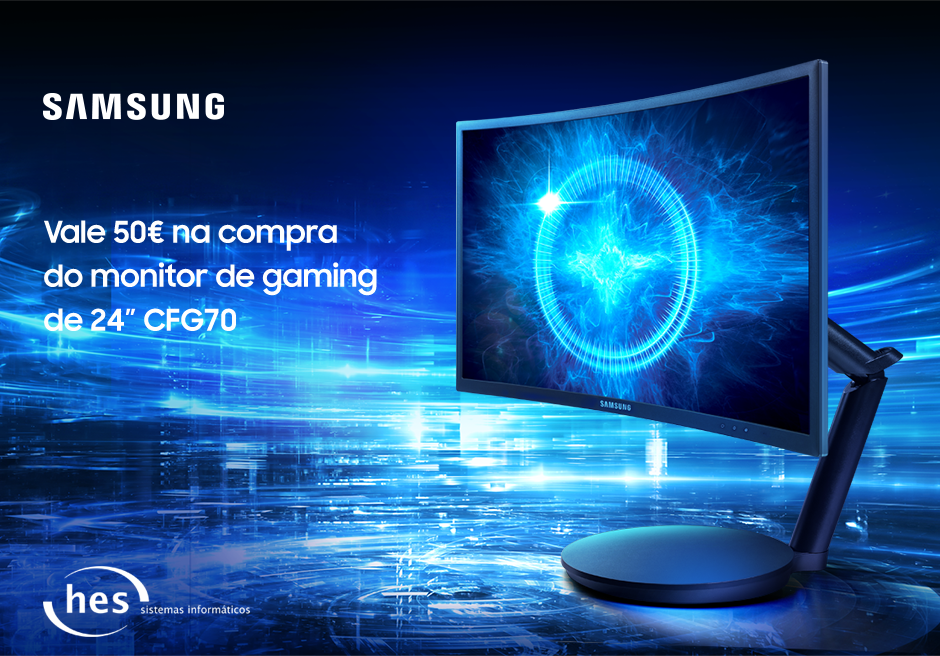 SAMSUNG
Vale 50€ na compra
do monitor de gaming
de 24” CFG70
SAMSUNG
hes sistemas informáticos